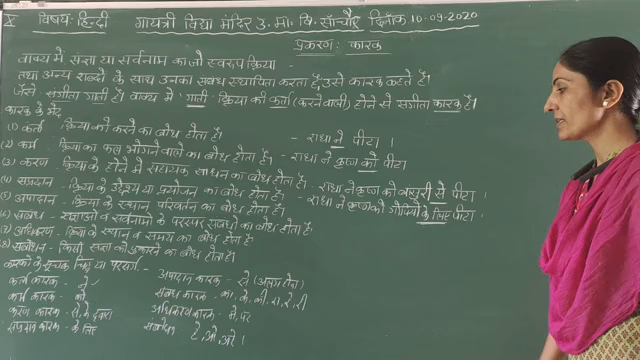 X विषय: हिन्दी गायत्री विद्या मंदिर उ. मा. वि. साँचौर दिनाँक 10-09-2020
प्रकरण: कारक
वाक्य में संज्ञा या सर्वनाम का जो स्वरुप क्रिया -
तथा अन्य शब्दो के साथ उनका संबध स्थापित करता है, उसे कारक कहते है।
जैसे संगीता गाती है। वाक्य में 'गाती' क्रिया की कर्ता (करने वाली) होने से संगीता कारक है।
कारक के भेद
(1) कर्ता - क्रिया को करने का बोध होता है - राधा ने पीटा ।
(2) कर्म - क्रिया का फल भोगने वाले का बोध होता है। - राधा ने कृष्ण को पीटा
(3) करण - क्रिया के होने में सहायक साधन का बोध होता है। - राधा ने कृष्ण को बासुरी से पीटा ।
(4) संप्रदान - क्रिया के उद्देश्य या प्रयोजन का बोध होता है। - राधा ने कृष्ण को गोपियों के लिए पीटा ।
(5) अपादान - क्रिया के स्थान परिवर्तन का बोध होता है।
(6) संबंध - संज्ञाओ व सर्वनामो के परस्पर संबधो का बोध होता है।
(7) अधिकरण - क्रिया के स्थान व समय का बोध होता है
(8) संबोधन - किसी संज्ञा को पुकारने का बोध होता है।
कारको के सूचक चिह्न या परसर्ग -
कर्ता कारक - ने
कर्म कारक - को
करण कारक - से, के द्वारा
संप्रदान कारक - के लिए
अपादान कारक - से (अलग होना)
संबंध कारक - का, के, की, रा, रे, री
अधिकरण कारक - में, पर
संबोधन हे, ओ, अरे ।